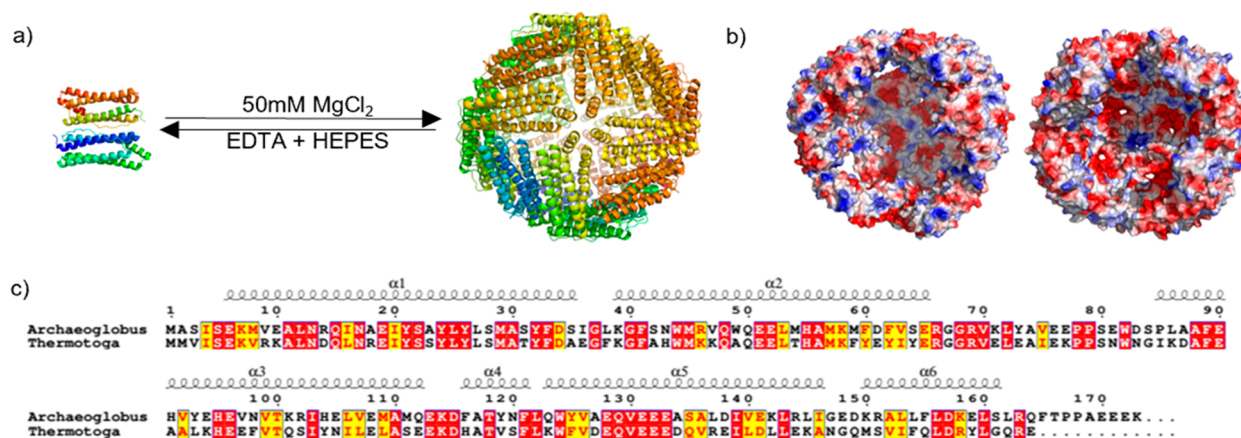 a)
50mM MgCl2
EDTA + HEPES
b)
c)
α1 α2
1 10 20 30 40 50 60 70 80 90
Archaeoglobus MASISEKMVEALNRQINAEIYSAYLYLSMASYFDSIGLKGFSNWMRVQWQEELMHAMKMFDFVSERGGRVKLYAVEEPPSEWDSPLAAFE
Thermotoga MMVISEKVRKALNDQLNREIYSSYLYLSMATYFDAEGFKGFAHWMKKQAQEELTHAMKFYEYIYERGGRVELEAIEKPPSNWNGIKDAFE
α3 α4 α5 α6
100 110 120 130 140 150 160 170
Archaeoglobus HVYEHEVNVTKRIHELVEMAMQEKDFATYNFLQWYVAEQVEEEASALDIVEKLRLIGEDKRALLFLDKELSLRQFTPPAEEEK...
Thermotoga AALKHEEFVTQSIYNILELASEEKDHATVSFLKWFVDEQVEEEDQVREILDLLEKANGQMSVIFQLDRYLGQRE............